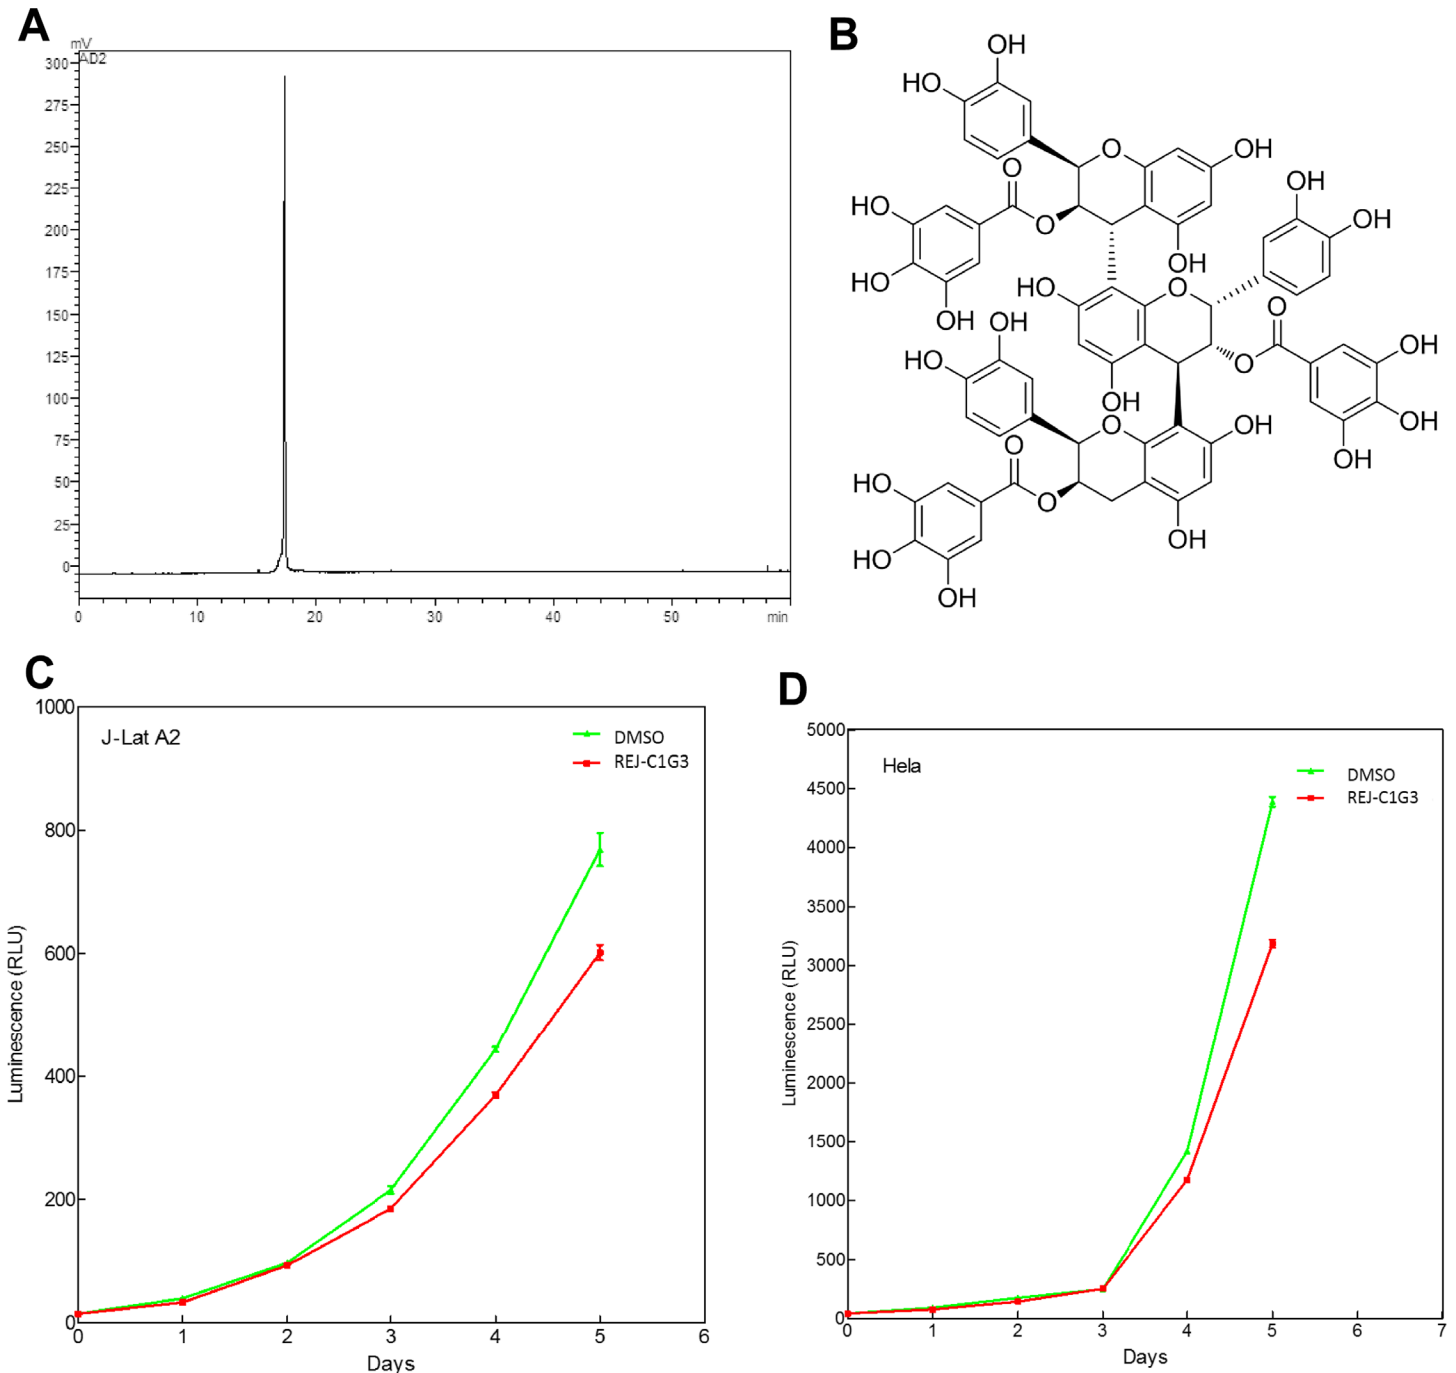 A
mV
AD2
300
275
250
225
200
175
150
125
100
75
50
25
0
0 10 20 30 40 50 min
B
OH
HO
O
OH
O
OH
HO
O
OH
HO
OH
HO
O
O
OH
OH
HO
O
OH
HO
OH
O
OH
O
OH
OH
HO
O
HO
O
OH
HO
OH
C
1000
800
600
400
200
0
J-Lat A2
DMSO
REJ-C1G3
Luminescence (RLU)
0 1 2 3 4 5 6
Days
D
5000
4500
4000
3500
3000
2500
2000
1500
1000
500
0
Hela
DMSO
REJ-C1G3
Luminescence (RLU)
0 1 2 3 4 5 6 7
Days